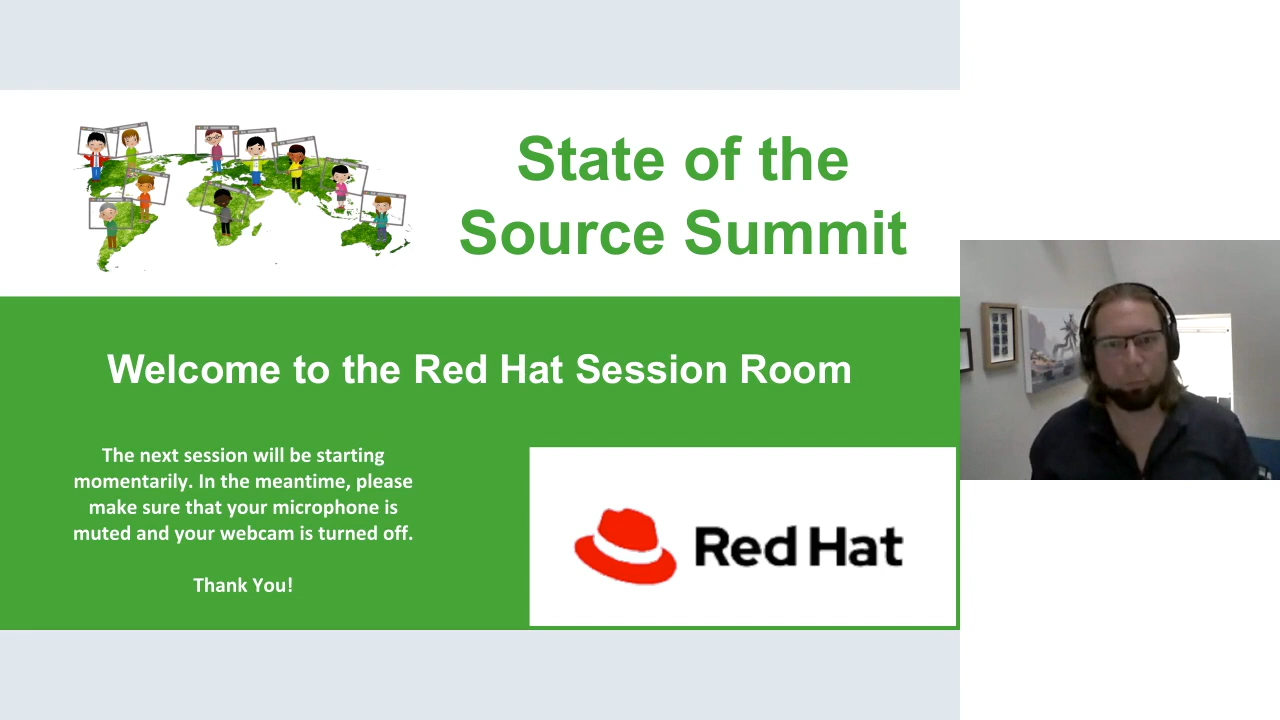 State of the
Source Summit
Welcome to the Red Hat Session Room
The next session will be starting
momentarily. In the meantime, please
make sure that your microphone is
muted and your webcam is turned off.
Thank You!
Red Hat